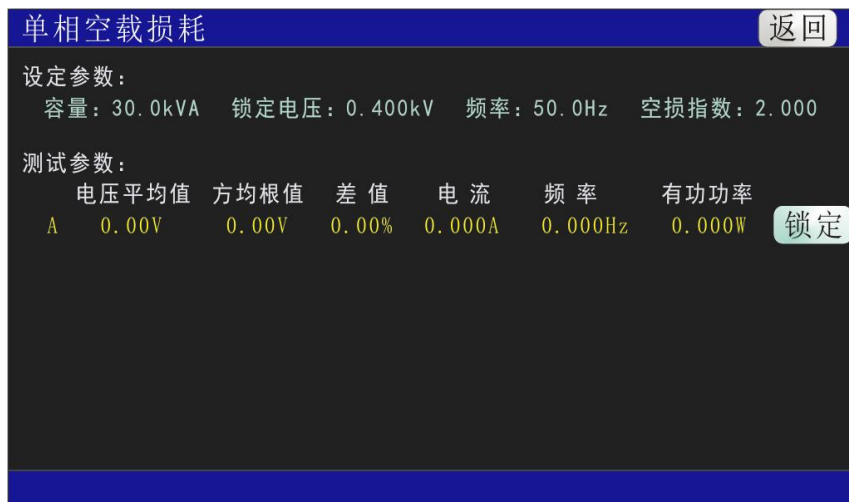 单相空载损耗 返回
设定参数：
容量：30.0kVA 锁定电压：0.400kV 频率：50.0Hz 空损指数：2.000
测试参数：
电压平均值 方均根值 差 值 电 流 频 率 有功功率
A 0.00V 0.00V 0.00% 0.000A 0.000Hz 0.000W 锁定